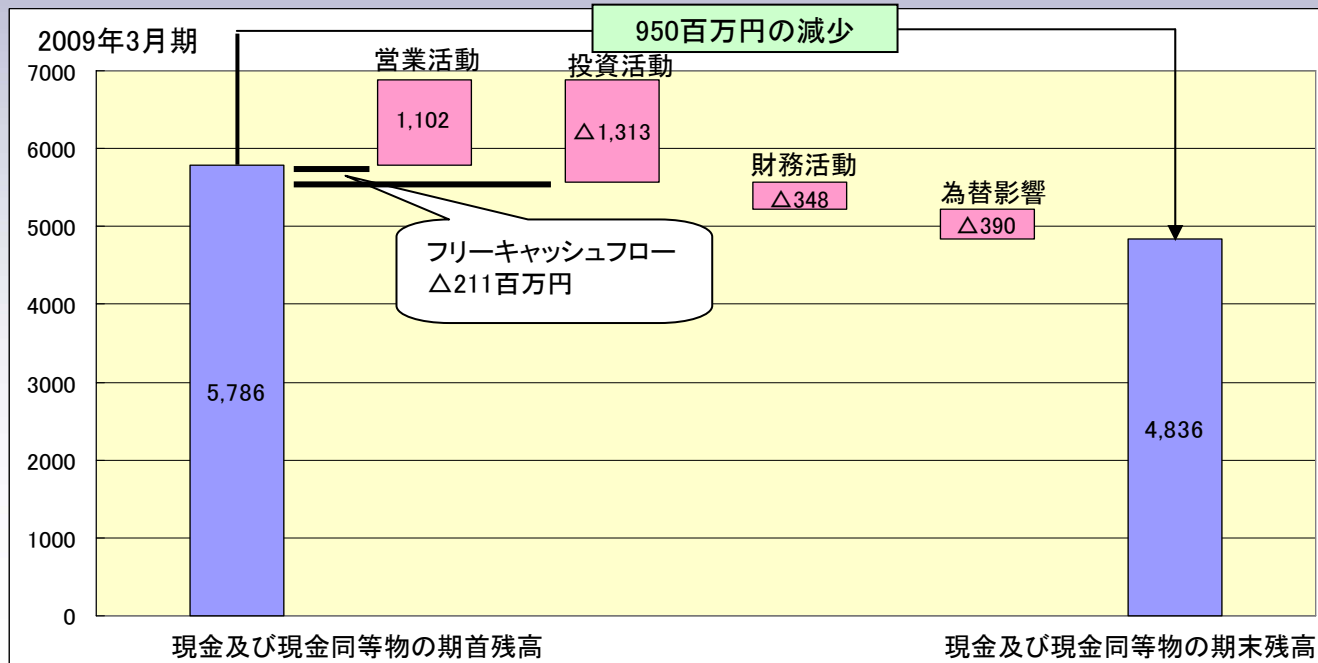 950百万円の減少
2009年3月期
営業活動
投資活動
7000
6000
5000
4000
3000
2000
1000
0
1,102
△1,313
財務活動
△348
為替影響
△390
フリーキャッシュフロー
△211百万円
5,786
4,836
現金及び現金同等物の期首残高
現金及び現金同等物の期末残高